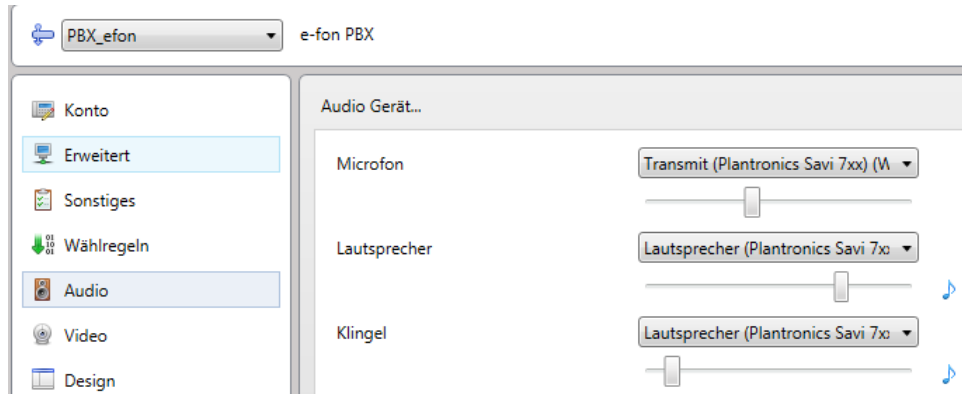 PBX_efon e-fon PBX
Konto
Erweitert
Sonstiges
Wählregeln
Audio
Video
Design
Audio Gerät...
Microfon Transmit (Plantronics Savi 7xx) (W
Lautsprecher Lautsprecher (Plantronics Savi 7x
Klingel Lautsprecher (Plantronics Savi 7x